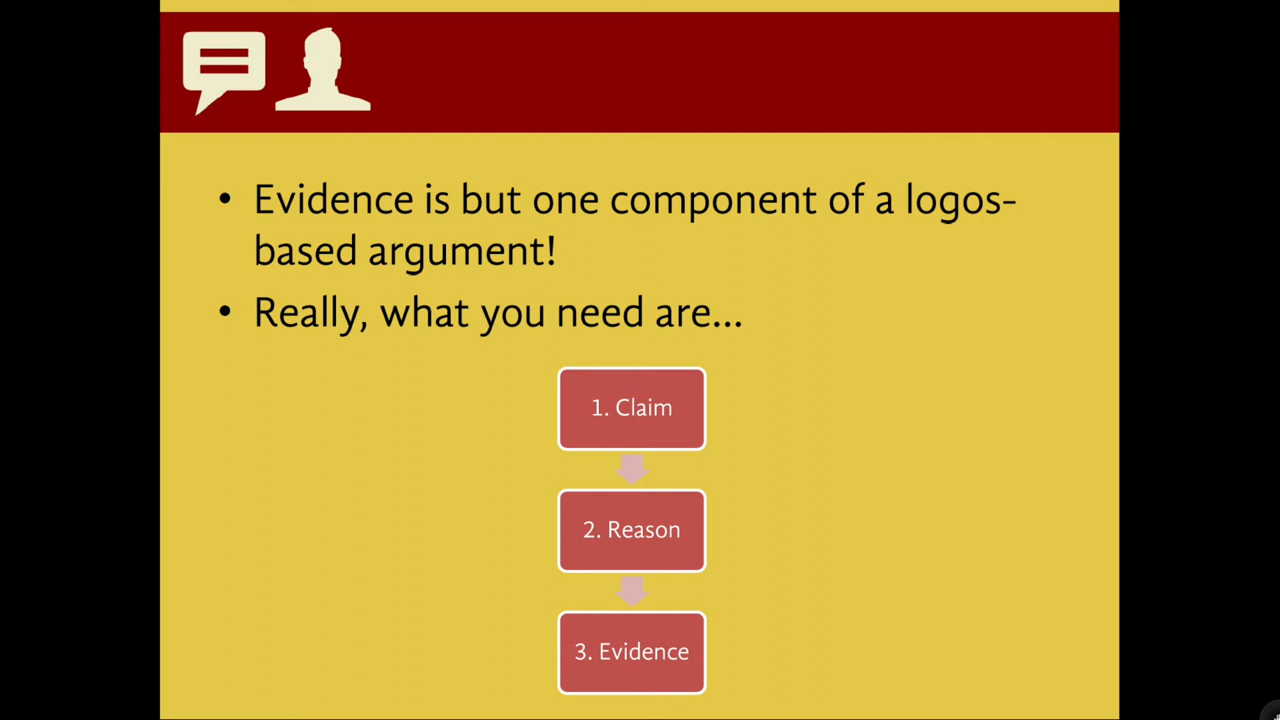 • Evidence is but one component of a logos-
based argument!
• Really, what you need are...
1. Claim
2. Reason
3. Evidence